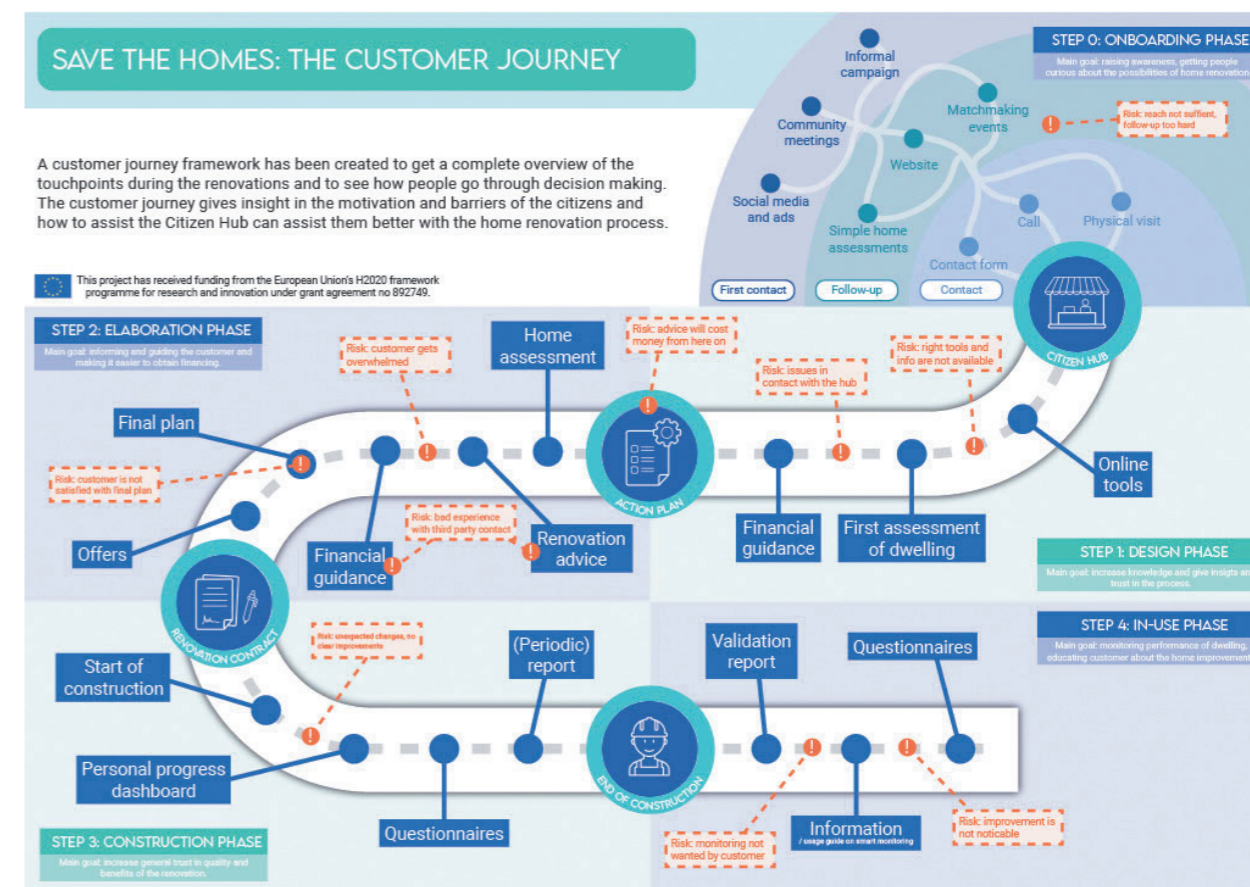 SAVE THE HOMES: THE CUSTOMER JOURNEY
A customer journey framework has been created to get a complete overview of the
touchpoints during the renovations and to see how people go through decision making.
The customer journey gives insight in the motivation and barriers of the citizens and
how to assist the Citizen Hub can assist them better with the home renovation process.
This project has received funding from the European Union's H2020 framework
programme for research and innovation under grant agreement no 892749.
STEP 0: ONBOARDING PHASE
Main goal: raising awareness, getting people
curious about the possibilities of home renovation
Informal
campaign
Community
meetings
Social media
and ads
Matchmaking
events
Website
Simple home
assessments
Risk: reach not suffient,
follow-up too hard
Call
Physical visit
Contact form
First contact
Follow-up
Contact
CITIZEN HUB
STEP 2: ELABORATION PHASE
Main goal: informing and guiding the customer and
making it easier to obtain financing.
Risk: customer gets
overwhelmed
Home
assessment
Risk: advice will cost
money from here on
Risk: issues in
contact with the hub
Risk: right tools and
info are not available
Final plan
Risk: customer is not
satisfied with final plan
Offers
Financial
guidance
Risk: bad experience
with third party contact
Renovation
advice
ACTION PLAN
Financial
guidance
First assessment
of dwelling
Online
tools
STEP 1: DESIGN PHASE
Main goal: increase knowledge and give insigts an
trust in the process.
RENOVATION CONTRACT
Start of
construction
Risk: unexpected changes, no
clear improvements
(Periodic)
report
Validation
report
Questionnaires
STEP 4: IN-USE PHASE
Main goal: monitoring performance of dwelling,
educating customer about the home improvement
Personal progress
dashboard
Questionnaires
END OF CONSTRUCTION
Risk: monitoring not
wanted by customer
Information
/ usage guide on smart monitoring
Risk: improvement is
not noticable
STEP 3: CONSTRUCTION PHASE
Main goal: increase general trust in quality and
benefits of the renovation.